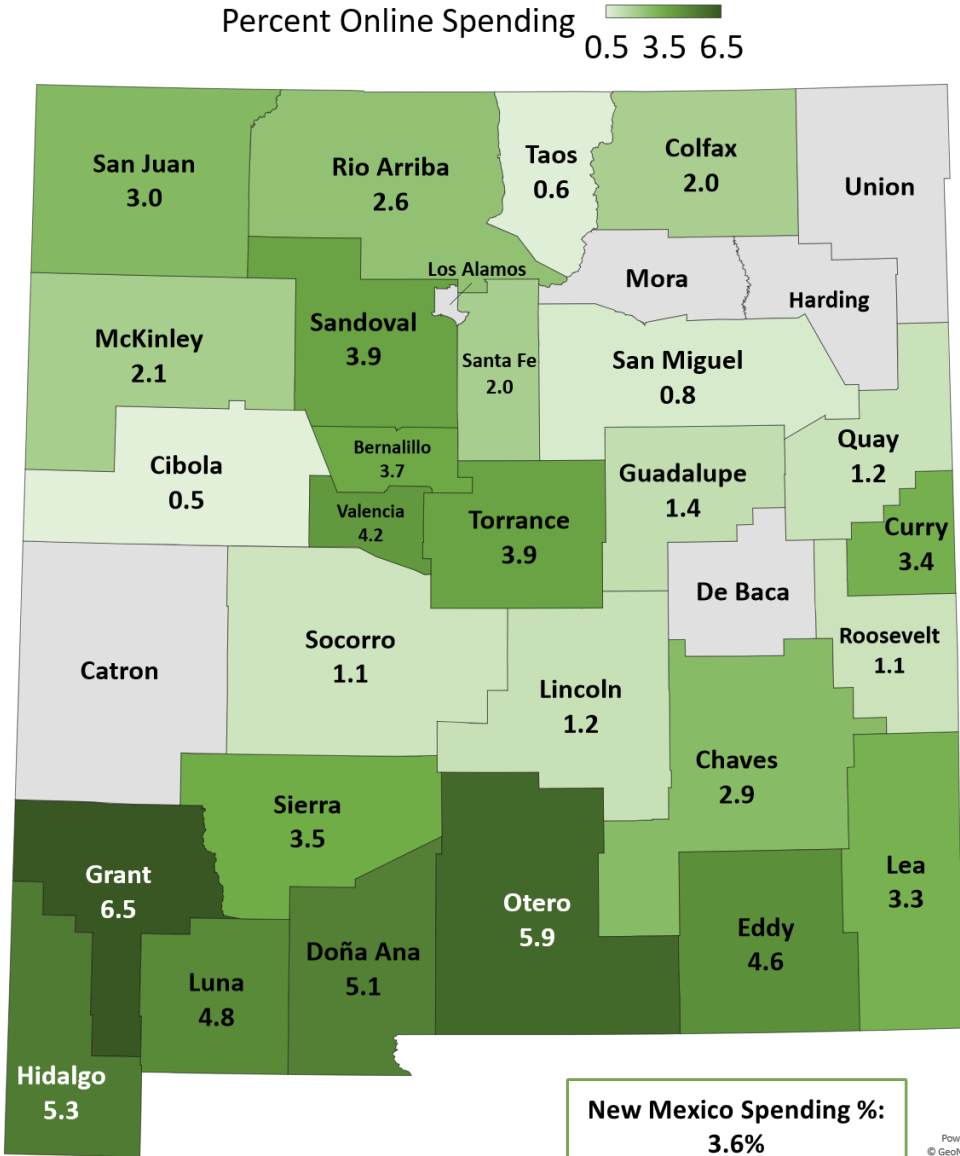 Percent Online Spending
0.5 3.5 6.5
San Juan
3.0
Rio Arriba
2.6
Taos
0.6
Colfax
2.0
Union
Los Alamos
Mora
Harding
McKinley
2.1
Sandoval
3.9
Santa Fe
2.0
San Miguel
0.8
Quay
1.2
Cibola
0.5
Bernalillo
3.7
Valencia
4.2
Torrance
3.9
Guadalupe
1.4
Curry
3.4
De Baca
Roosevelt
1.1
Catron
Socorro
1.1
Lincoln
1.2
Chaves
2.9
Sierra
3.5
Grant
6.5
Otero
5.9
Lea
3.3
Eddy
4.6
Doña Ana
5.1
Luna
4.8
Hidalgo
5.3
New Mexico Spending %:
3.6%
Pow
© GeoN